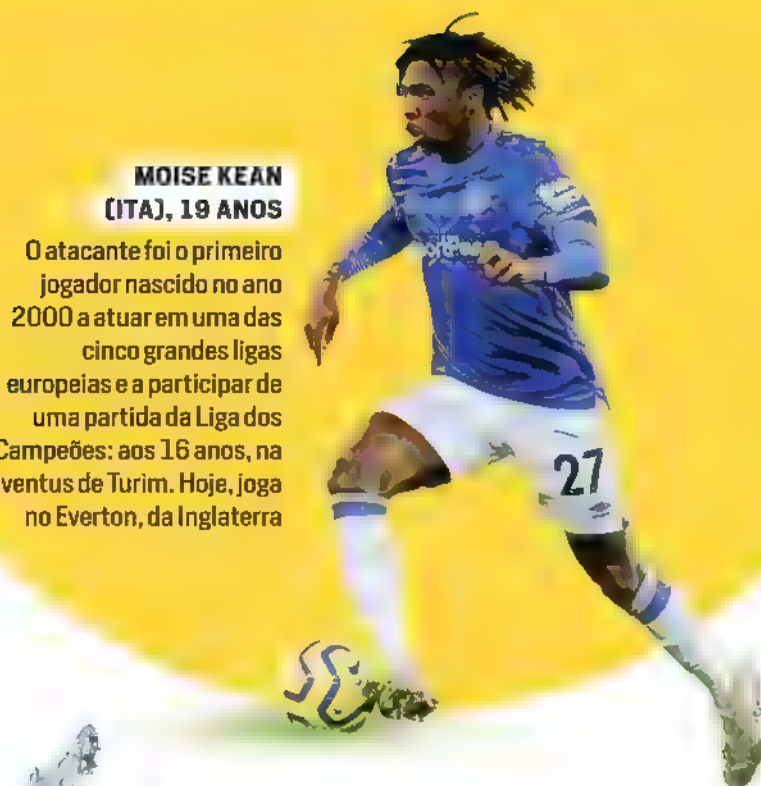 MOISE KEAN
(ITA), 19 ANOS
O atacante foi o primeiro
jogador nascido no ano
2000 a atuar em uma das
cinco grandes ligas
europeias e a participar de
uma partida da Liga dos
Campeões: aos 16 anos, na
ventus de Turim. Hoje, joga
no Everton, da Inglaterra
27